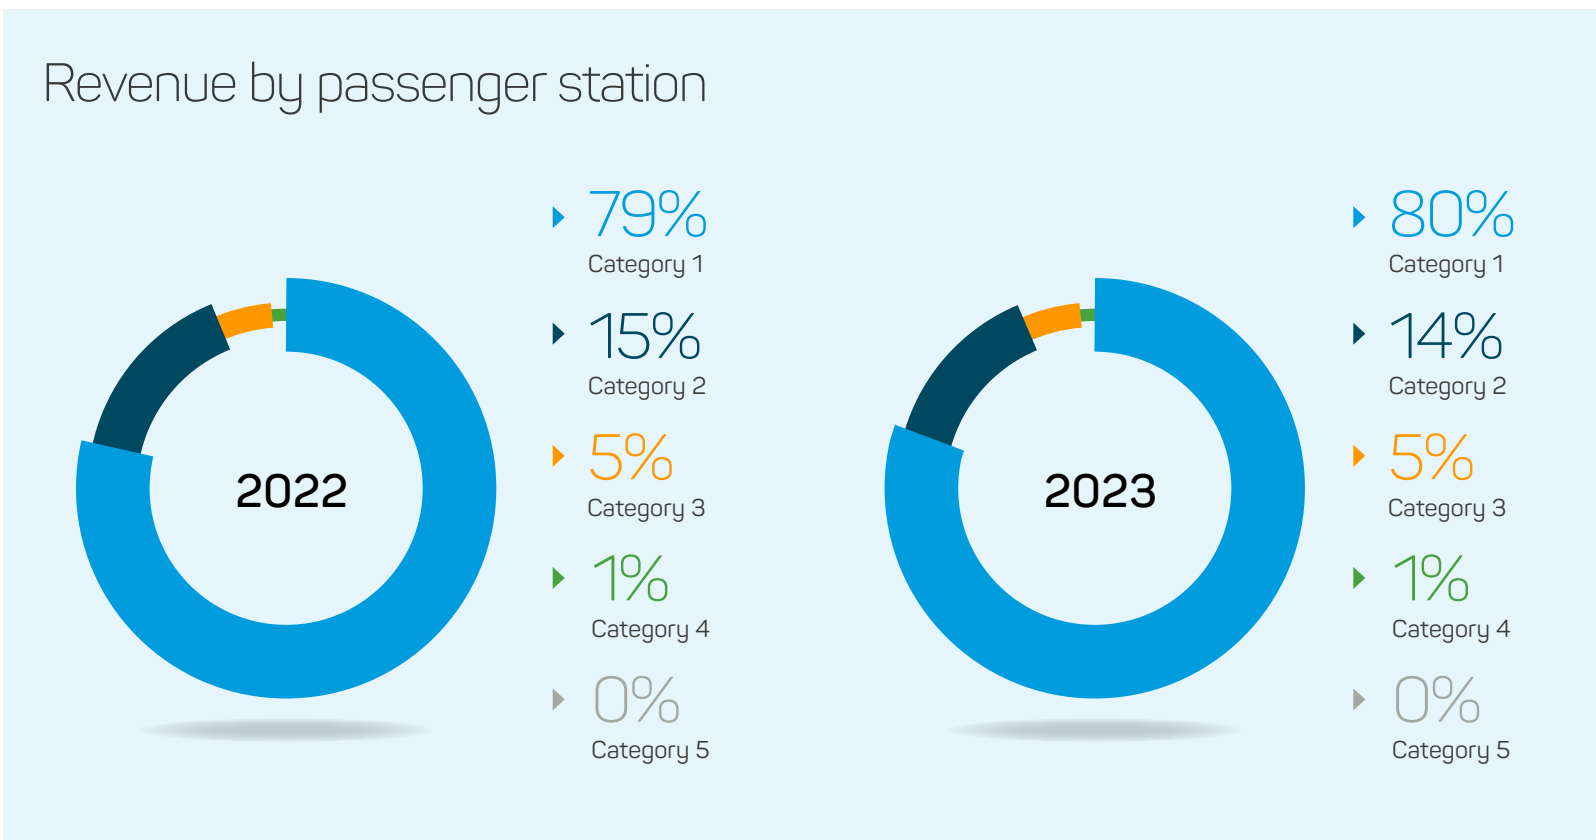 Revenue by passenger station
2022
79%
Category 1
15%
Category 2
5%
Category 3
1%
Category 4
0%
Category 5
2023
80%
Category 1
14%
Category 2
5%
Category 3
1%
Category 4
0%
Category 5